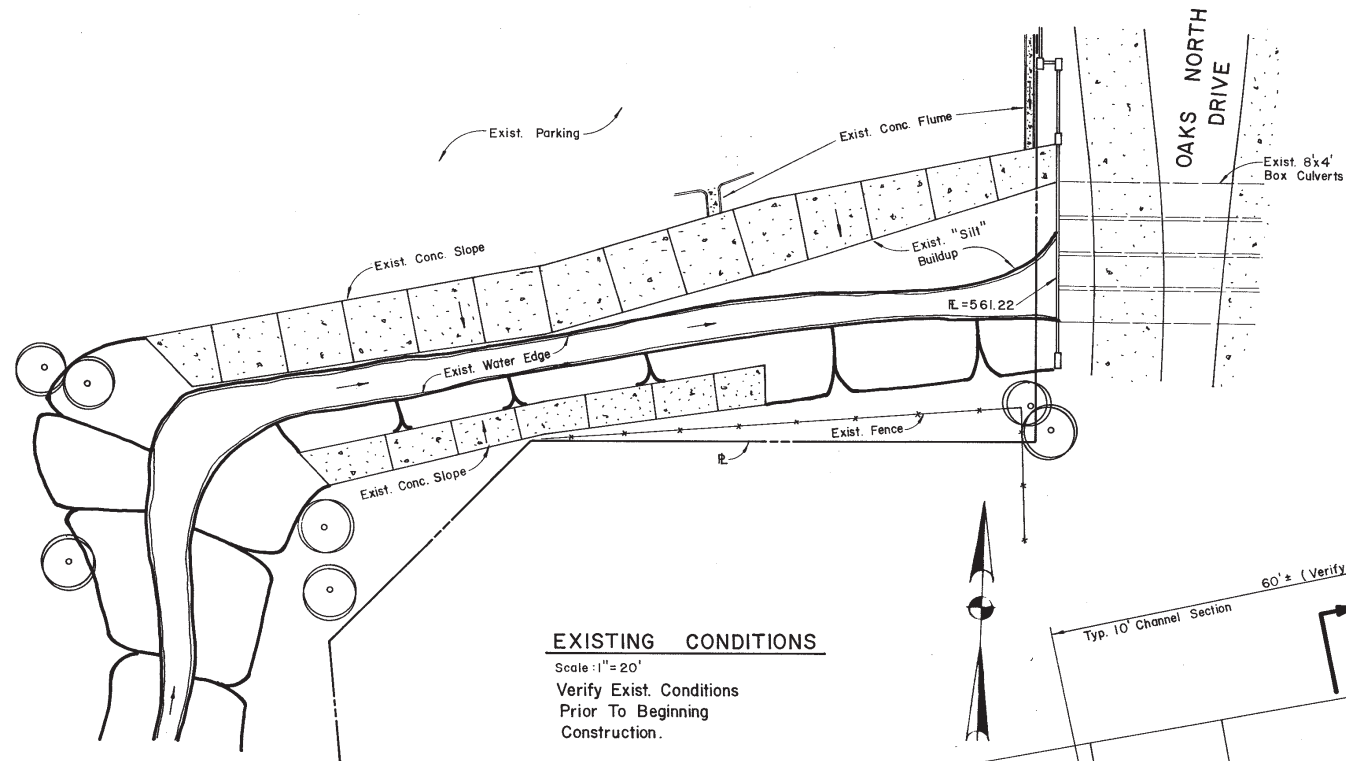 OAKS NORTH
DRIVE
Exist. Parking
Exist. Conc. Flume
Exist. 8'x4'
Box Culverts
Exist. Conc. Slope
Exist. "Silt"
Buildup
FL=561.22
Exist. Water Edge
Exist. Fence
PL
Exist. Conc. Slope
60'± (Verify
Typ. 10' Channel Section
EXISTING CONDITIONS
Scale: 1"=20'
Verify Exist. Conditions
Prior To Beginning
Construction.